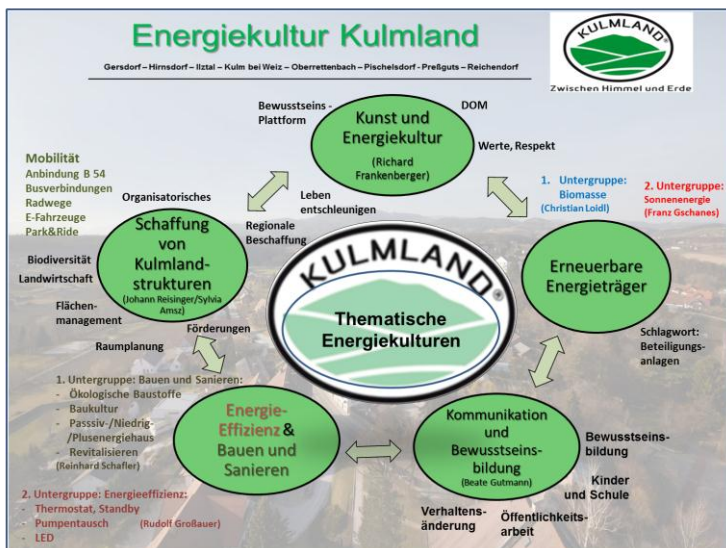 Energiekultur Kulmland
Gersdorf – Hirnsdorf – Ilztal – Kulm bei Weiz – Oberrettenbach – Pischelsdorf - Preßguts – Reichendorf
KULMLAND®
Zwischen Himmel und Erde
Bewusstseins -
Plattform
Kunst und
Energiekultur
(Richard
Frankenberger)
DOM
Werte, Respekt
Mobilität
Anbindung B 54
Busverbindungen
Radwege
E-Fahrzeuge
Park&Ride
Organisatorisches
Leben
entschleunigen
Regionale
Beschaffung
1. Untergruppe:
Biomasse
(Christian Loidl)
2. Untergruppe:
Sonnenenergie
(Franz Gschanes)
Schaffung
von
Kulmland-
strukturen
(Johann Reisinger/Sylvia
Amsz)
Biodiversität
Landwirtschaft
Flächen-
management
Raumplanung
Förderungen
KULMLAND®
Thematische
Energiekulturen
Erneuerbare
Energieträger
Schlagwort:
Beteiligungs-
anlagen
1. Untergruppe: Bauen und Sanieren:
- Ökologische Baustoffe
- Baukultur
- Passsiv-/Niedrig-
/Plusenergiehaus
- Revitalisieren
(Reinhard Schafler)
Energie-
Effizienz &
Bauen und
Sanieren
Kommunikation
und
Bewusstseins-
bildung
(Beate Gutmann)
Bewusstseins-
bildung
Kinder
und Schule
Öffentlichkeits-
arbeit
Verhaltens-
änderung
2. Untergruppe: Energieeffizienz:
- Thermostat, Standby
- Pumpentausch (Rudolf Großauer)
- LED